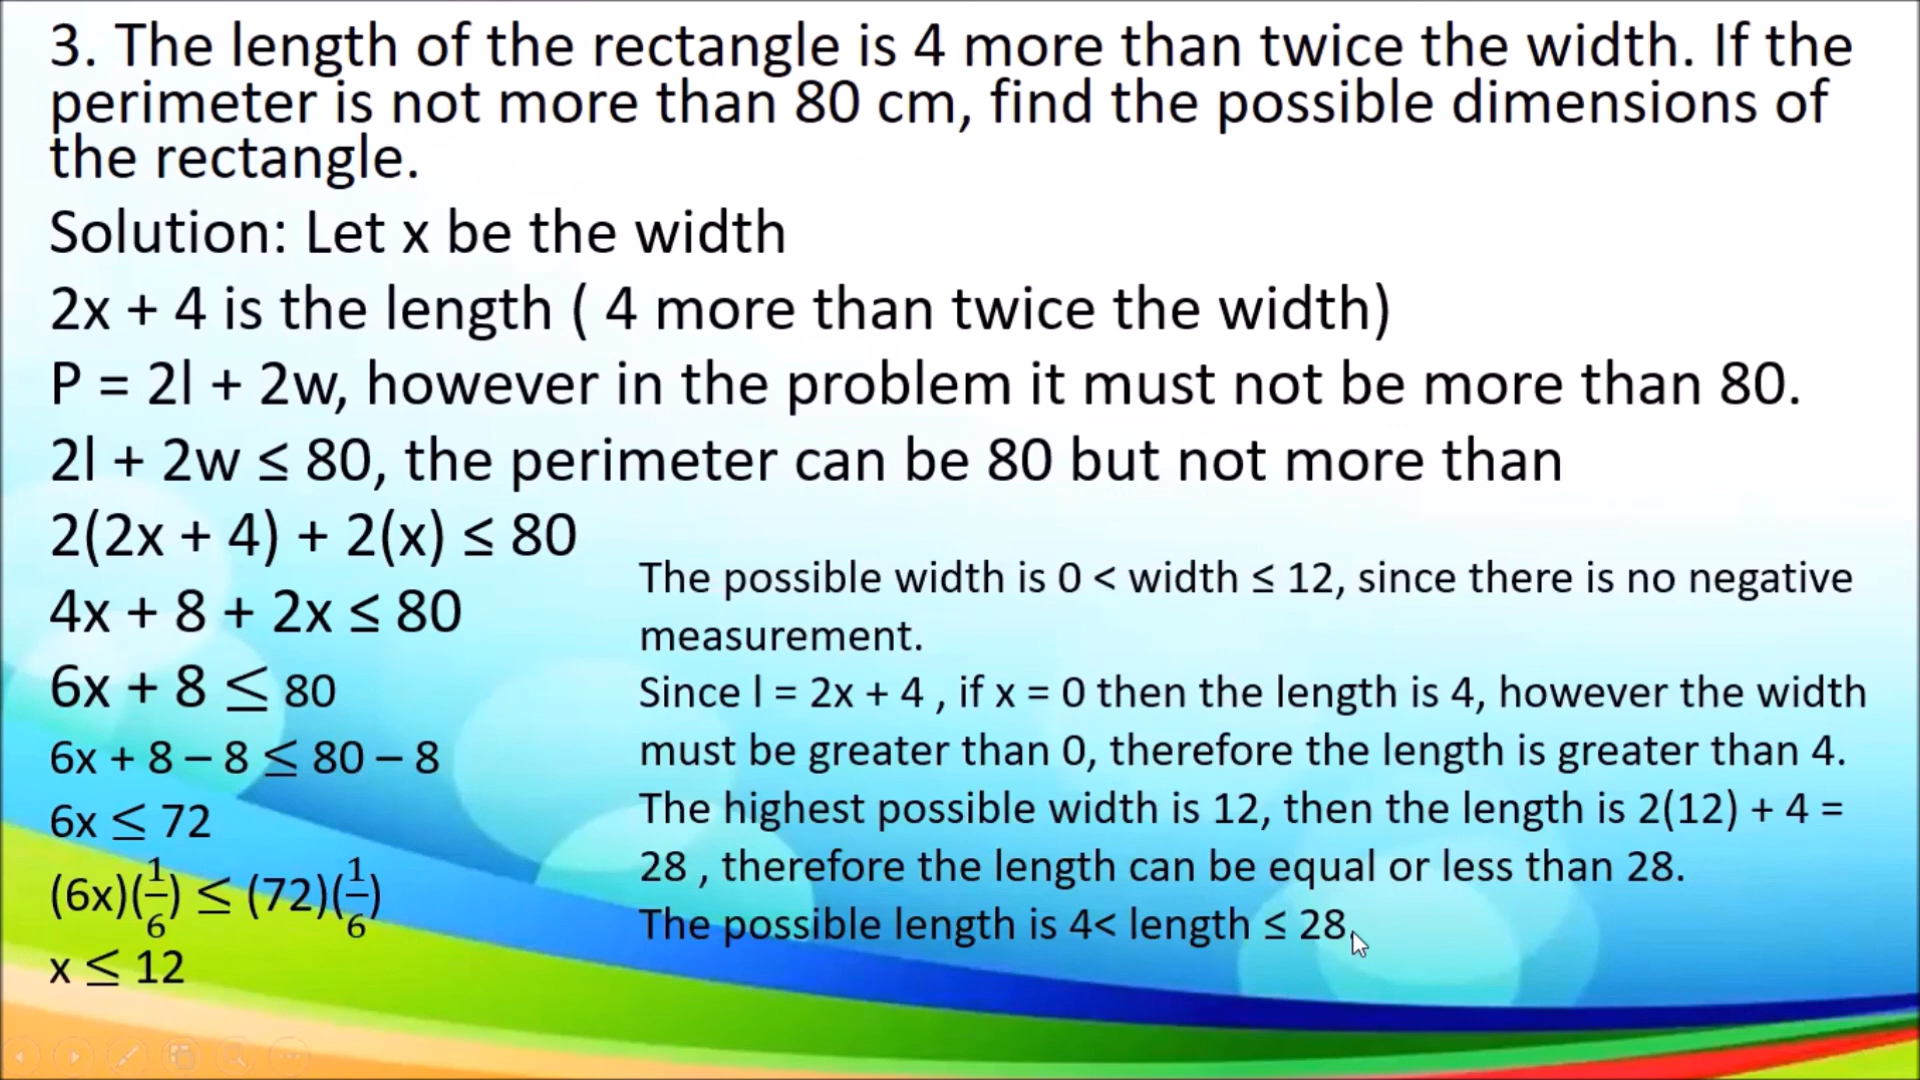 3. The length of the rectangle is 4 more than twice the width. If the
perimeter is not more than 80 cm, find the possible dimensions of
the rectangle.
Solution: Let x be the width
2x + 4 is the length ( 4 more than twice the width)
P = 2l + 2w, however in the problem it must not be more than 80.
2l + 2w ≤ 80, the perimeter can be 80 but not more than
2(2x + 4) + 2(x) ≤ 80
4x + 8 + 2x ≤ 80
6x + 8 ≤ 80
6x + 8 – 8 ≤ 80 – 8
6x ≤ 72
(6x)(1/6) ≤ (72)(1/6)
x ≤ 12
The possible width is 0 < width ≤ 12, since there is no negative
measurement.
Since l = 2x + 4 , if x = 0 then the length is 4, however the width
must be greater than 0, therefore the length is greater than 4.
The highest possible width is 12, then the length is 2(12) + 4 =
28 , therefore the length can be equal or less than 28.
The possible length is 4< length ≤ 28.